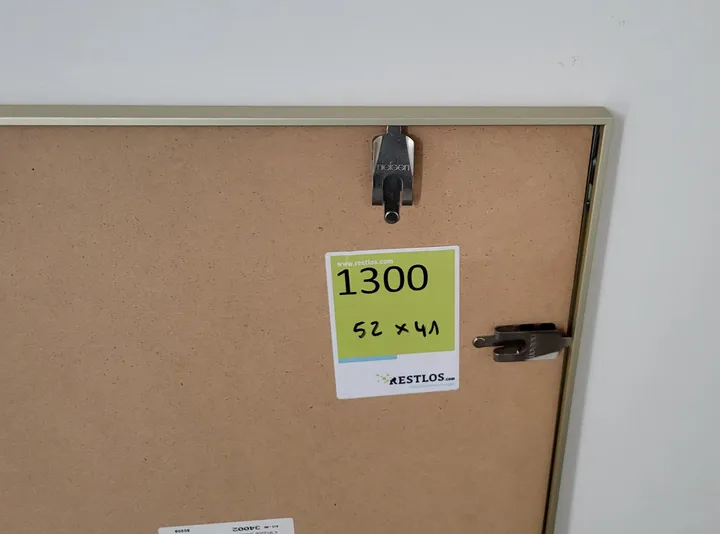 nielsen
www.restlos.com
1300
52 x 41
RESTLOS.com
34002